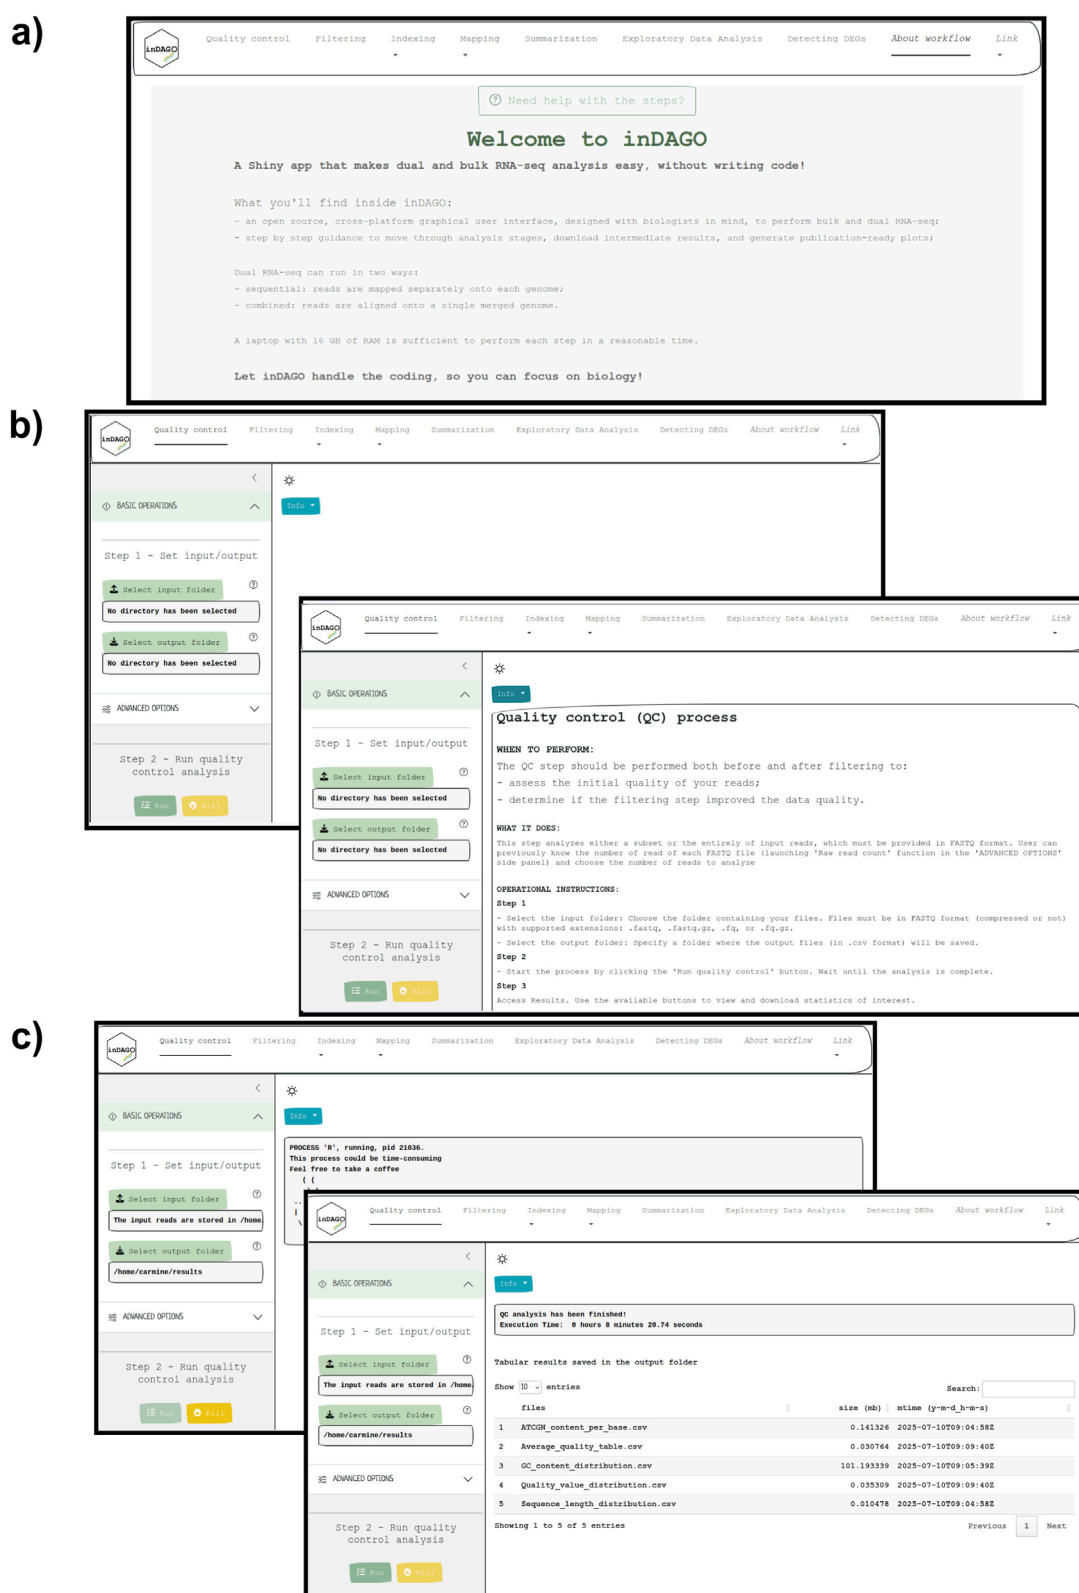 a)
inDAGO
Quality control Filtering Indexing Mapping Summarization Exploratory Data Analysis Detecting DEGs About workflow Link
Need help with the steps?
Welcome to inDAGO
A Shiny app that makes dual and bulk RNA-seq analysis easy, without writing code!
What you'll find inside inDAGO:
- an open source, cross-platform graphical user interface, designed with biologists in mind, to perform bulk and dual RNA-seq;
- step by step guidance to move through analysis stages, download intermediate results, and generate publication-ready plots;
Dual RNA-seq can run in two ways:
- sequential: reads are mapped separately onto each genome;
- combined: reads are aligned onto a single merged genome.
A laptop with 16 GB of RAM is sufficient to perform each step in a reasonable time.
Let inDAGO handle the coding, so you can focus on biology!
b)
inDAGO
Quality control Filtering Indexing Mapping Summarization Exploratory Data Analysis Detecting DEGs About workflow Link
BASIC OPERATIONS
Info
Step 1 - Set input/output
Select input folder
No directory has been selected
Select output folder
No directory has been selected
ADVANCED OPTIONS
Step 2 - Run quality
control analysis
Run Kill
inDAGO
Quality control Filtering Indexing Mapping Summarization Exploratory Data Analysis Detecting DEGs About workflow Link
BASIC OPERATIONS
Step 1 - Set input/output
Select input folder
No directory has been selected
Select output folder
No directory has been selected
ADVANCED OPTIONS
Step 2 - Run quality
control analysis
Run Kill
Info
Quality control (QC) process
WHEN TO PERFORM:
The QC step should be performed both before and after filtering to:
- assess the initial quality of your reads;
- determine if the filtering step improved the data quality.
WHAT IT DOES:
This step analyzes either a subset or the entirely of input reads, which must be provided in FASTQ format. User can
previously know the number of read of each FASTQ file (launching 'Raw read count' function in the 'ADVANCED OPTIONS'
side panel) and choose the number of reads to analyze
OPERATIONAL INSTRUCTIONS:
Step 1
- Select the input folder: Choose the folder containing your files. Files must be in FASTQ format (compressed or not)
with supported extensions: .fastq, .fastq.gz, .fq, or .fq.gz.
- Select the output folder: Specify a folder where the output files (in .csv format) will be saved.
Step 2
- Start the process by clicking the 'Run quality control' button. Wait until the analysis is complete.
Step 3
Access Results. Use the available buttons to view and download statistics of interest.
c)
inDAGO
Quality control Filtering Indexing Mapping Summarization Exploratory Data Analysis Detecting DEGs About workflow Link
BASIC OPERATIONS
Step 1 - Set input/output
Select input folder
The input reads are stored in /home
Select output folder
/home/carmine/results
ADVANCED OPTIONS
Step 2 - Run quality
control analysis
Run Kill
Info
PROCESS 'R', running, pid 21036.
This process could be time-consuming
Feel free to take a coffee
inDAGO
Quality control Filtering Indexing Mapping Summarization Exploratory Data Analysis Detecting DEGs About workflow Link
BASIC OPERATIONS
Step 1 - Set input/output
Select input folder
The input reads are stored in /home
Select output folder
/home/carmine/results
ADVANCED OPTIONS
Step 2 - Run quality
control analysis
Run Kill
Info
QC analysis has been finished!
Execution Time: 0 hours 8 minutes 20.74 seconds
Tabular results saved in the output folder
Show 10 entries Search:
files size (mb) mtime (y-m-d_h-m-s)
1 ATCGN_content_per_base.csv 0.141326 2025-07-10T09:04:58Z
2 Average_quality_table.csv 0.030764 2025-07-10T09:09:40Z
3 GC_content_distribution.csv 101.193339 2025-07-10T09:05:39Z
4 Quality_value_distribution.csv 0.035309 2025-07-10T09:09:40Z
5 Sequence_length_distribution.csv 0.010478 2025-07-10T09:04:58Z
Showing 1 to 5 of 5 entries Previous 1 Next